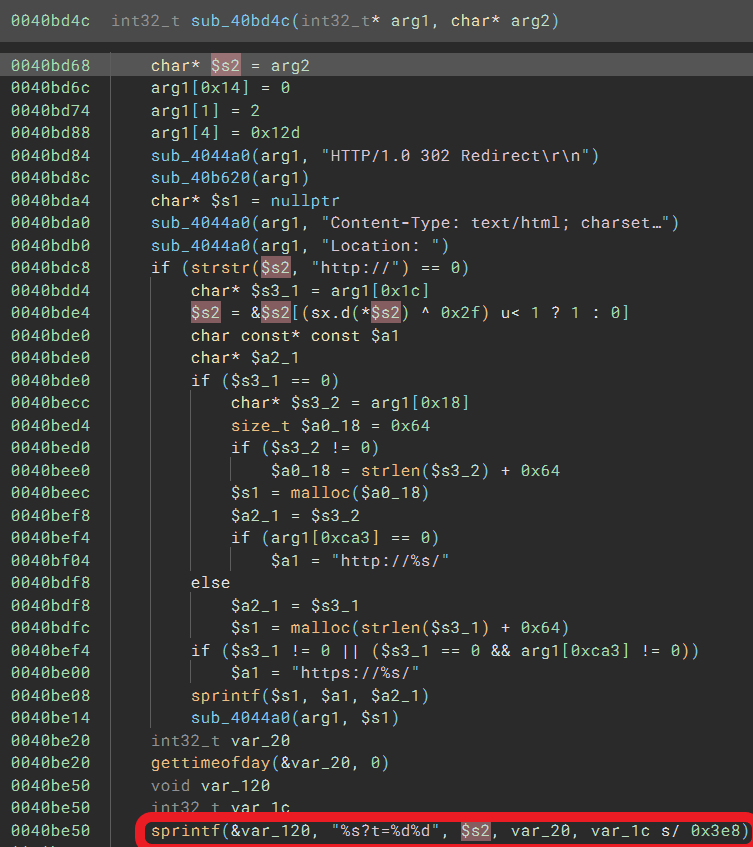 0040bd4c int32_t sub_40bd4c(int32_t* arg1, char* arg2)
0040bd68 char* $s2 = arg2
0040bd6c arg1[0x14] = 0
0040bd74 arg1[1] = 2
0040bd88 arg1[4] = 0x12d
0040bd84 sub_4044a0(arg1, "HTTP/1.0 302 Redirect\r\n")
0040bd8c sub_40b620(arg1)
0040bda4 char* $s1 = nullptr
0040bda0 sub_4044a0(arg1, "Content-Type: text/html; charset…")
0040bdb0 sub_4044a0(arg1, "Location: ")
0040bdc8 if (strstr($s2, "http://") == 0)
0040bdd4 char* $s3_1 = arg1[0x1c]
0040bde4 $s2 = &$s2[(sx.d(*$s2) ^ 0x2f) u< 1 ? 1 : 0]
0040bde0 char const* const $a1
0040bde0 char* $a2_1
0040bde0 if ($s3_1 == 0)
0040becc char* $s3_2 = arg1[0x18]
0040bed4 size_t $a0_18 = 0x64
0040bed0 if ($s3_2 != 0)
0040bee0 $a0_18 = strlen($s3_2) + 0x64
0040beec $s1 = malloc($a0_18)
0040bef8 $a2_1 = $s3_2
0040bef4 if (arg1[0xca3] == 0)
0040bf04 $a1 = "http://%s/"
0040bdf8 else
0040bdf8 $a2_1 = $s3_1
0040bdfc $s1 = malloc(strlen($s3_1) + 0x64)
0040bef4 if ($s3_1 != 0 || ($s3_1 == 0 && arg1[0xca3] != 0))
0040be00 $a1 = "https://%s/"
0040be08 sprintf($s1, $a1, $a2_1)
0040be14 sub_4044a0(arg1, $s1)
0040be20 int32_t var_20
0040be20 gettimeofday(&var_20, 0)
0040be50 void var_120
0040be50 int32_t var_1c
0040be50 sprintf(&var_120, "%s?t=%d%d", $s2, var_20, var_1c s/ 0x3e8)